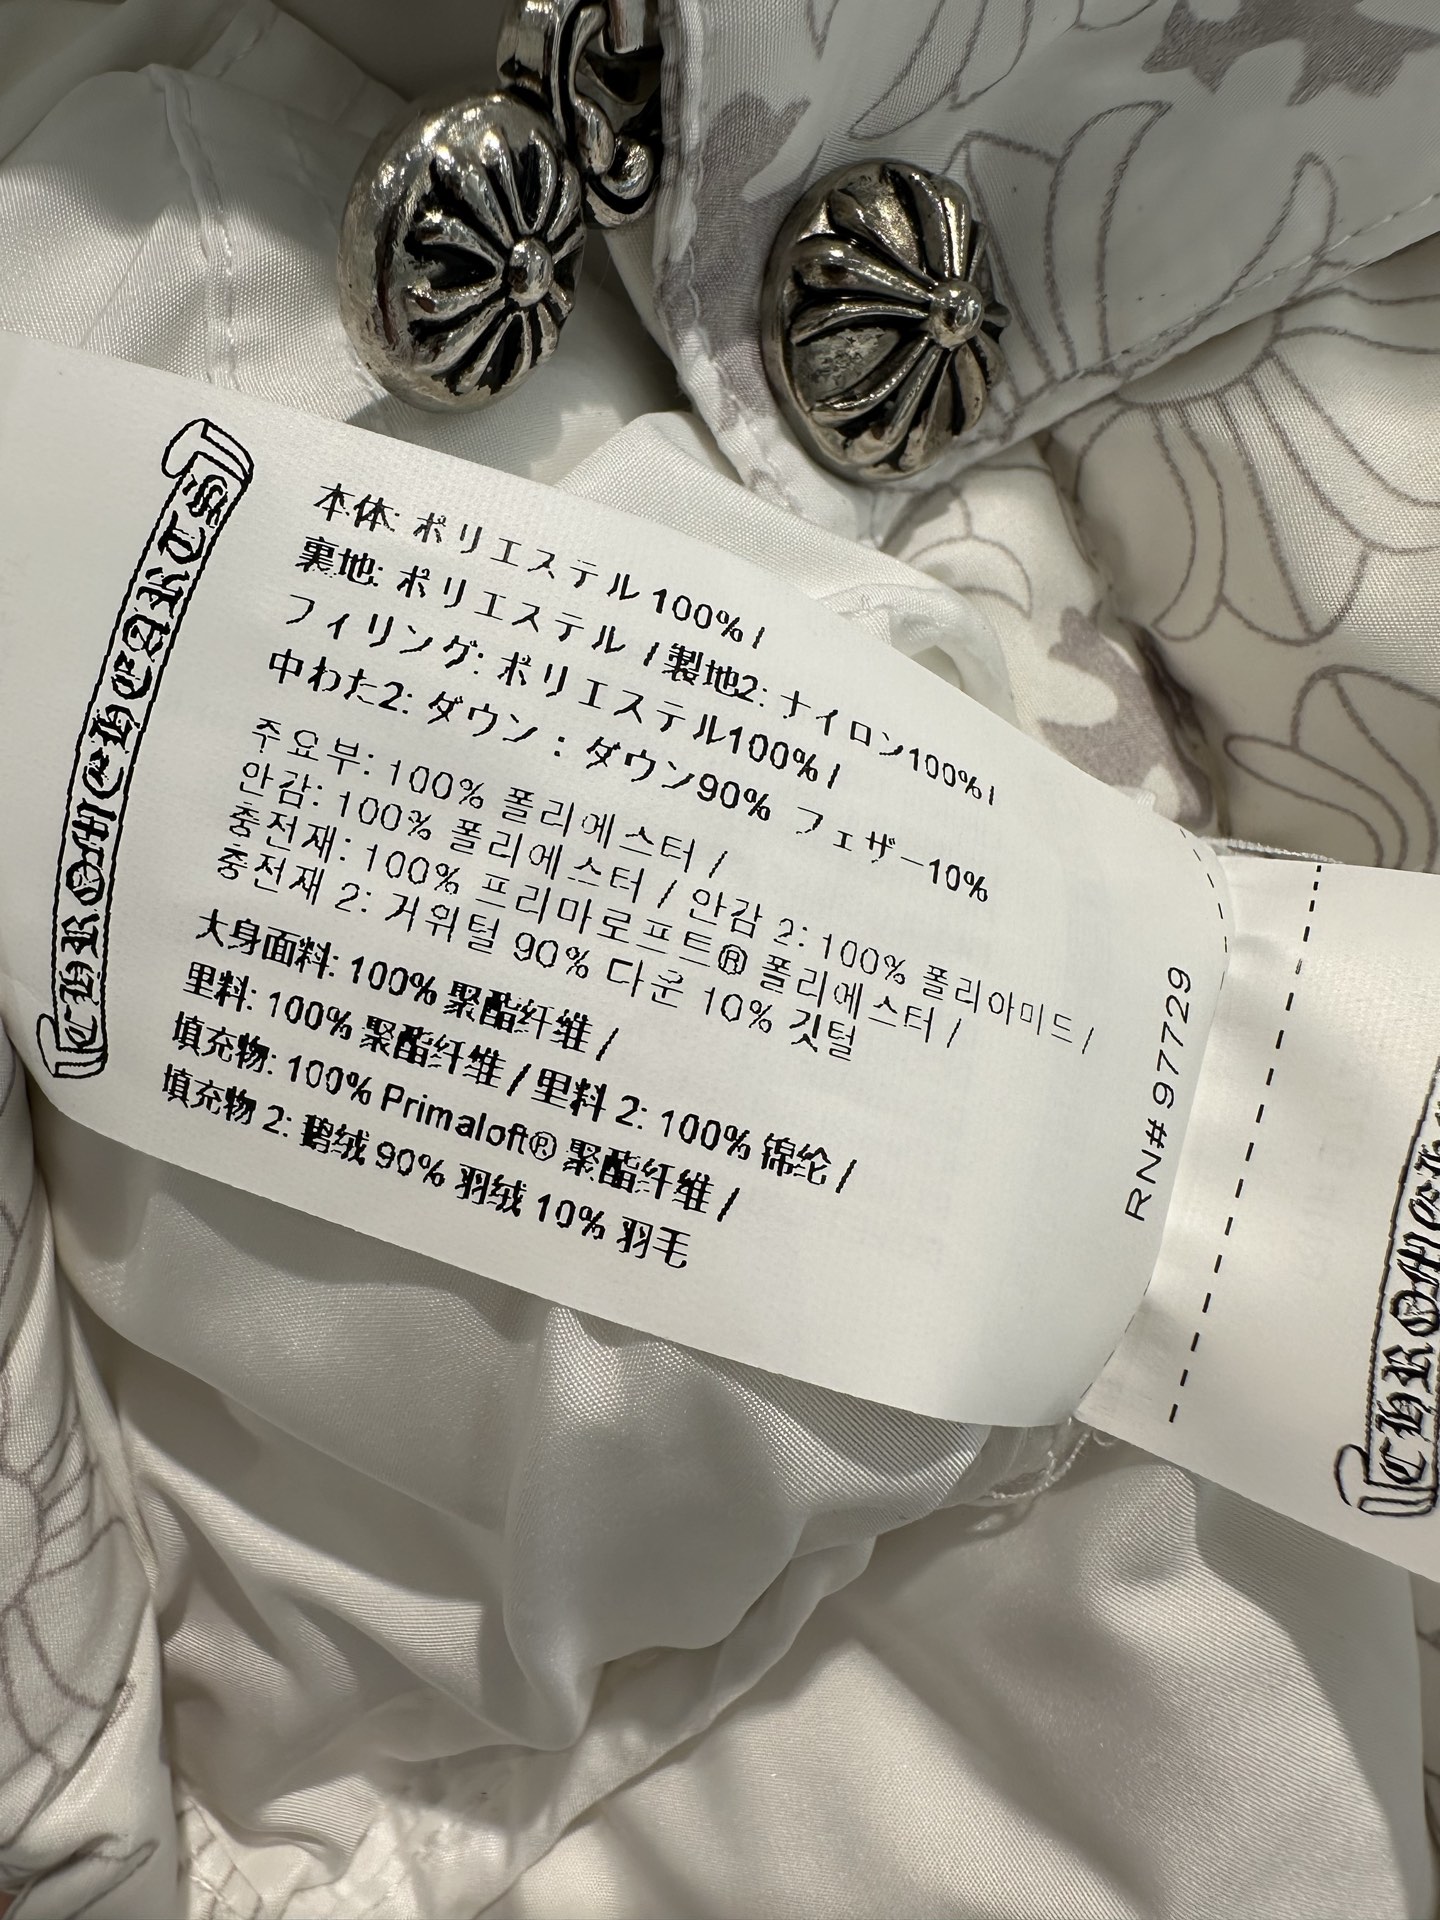 CHROME HEARTS
本体: ポリエステル100% /
裏地: ポリエステル / 製地2: ナイロン100% /
フィリング: ポリエステル100% /
中わた2: ダウン : ダウン90% フェザー10%
주요부: 100% 폴리에스터 /
안감: 100% 폴리에스터 / 안감 2: 100% 폴리아미드 /
충전재: 100% 프리마로프트® 폴리에스터 /
충전재 2: 거위털 90% 다운 10% 깃털
大身面料: 100% 聚酯纤维 /
里料: 100% 聚酯纤维 / 里料 2: 100% 锦纶 /
填充物: 100% Primaloft® 聚酯纤维 /
填充物 2: 鹅绒 90% 羽绒 10% 羽毛
RN# 97729
CHROME